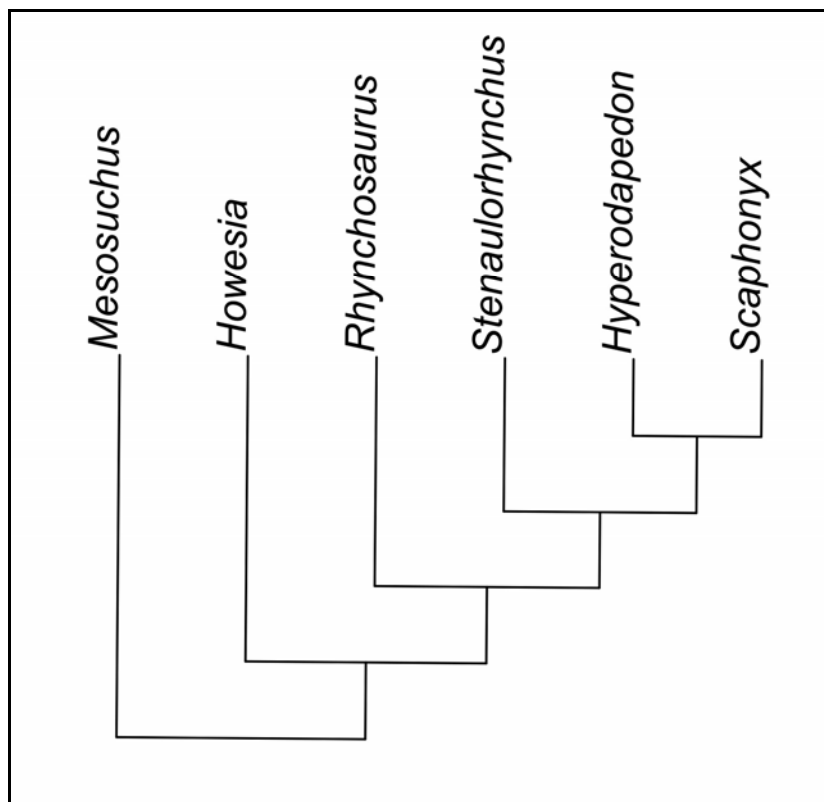 Mesosuchus
Howesia
Rhynchosaurus
Stenaulorhynchus
Hyperodapedon
Scaphonyx